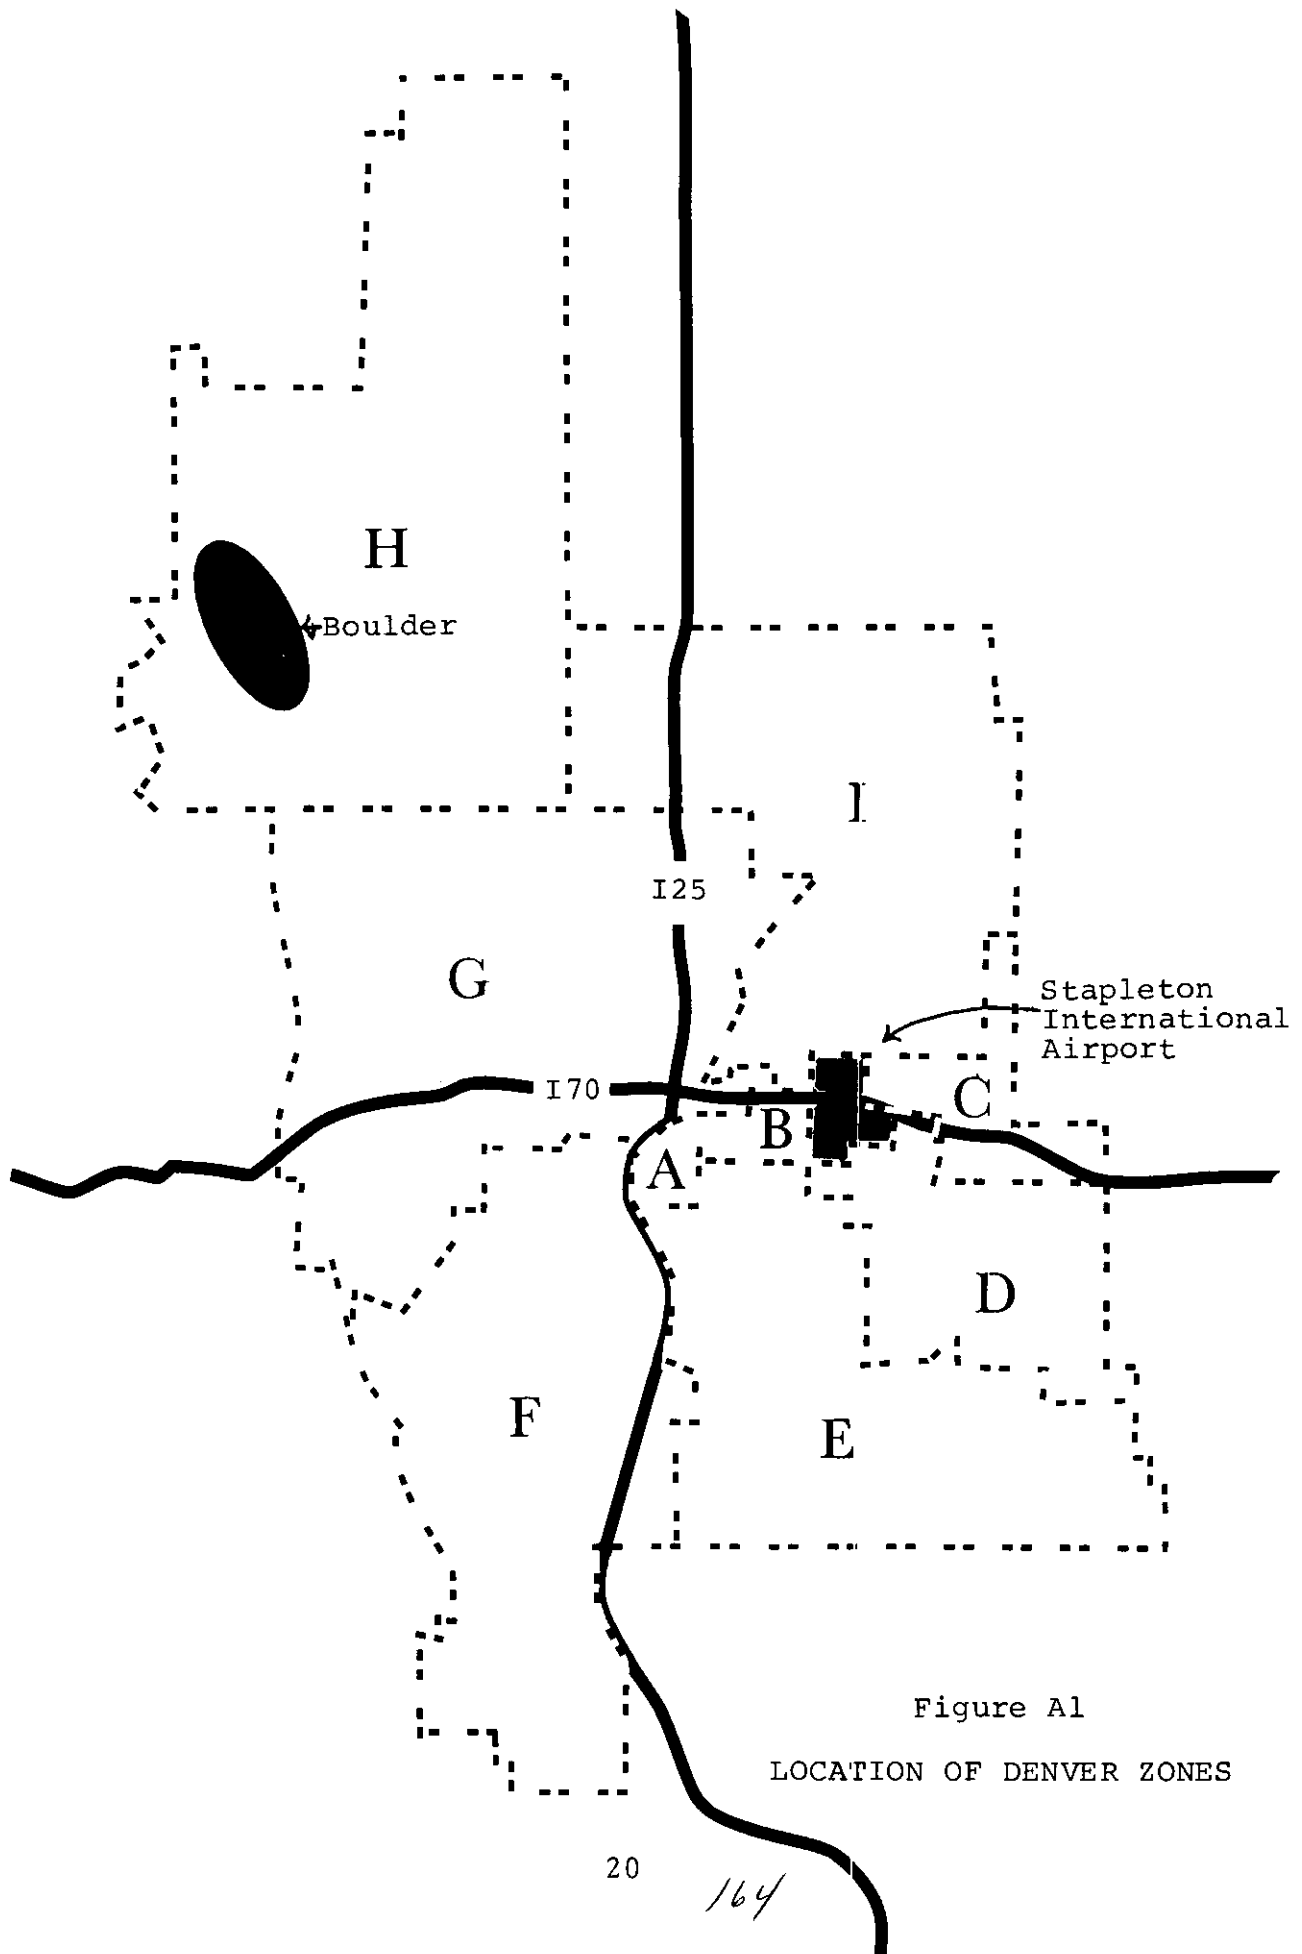 H
Boulder
I
I25
G
Stapleton
International
Airport
I70
C
B
A
D
F
E
Figure A1
LOCATION OF DENVER ZONES
20
164